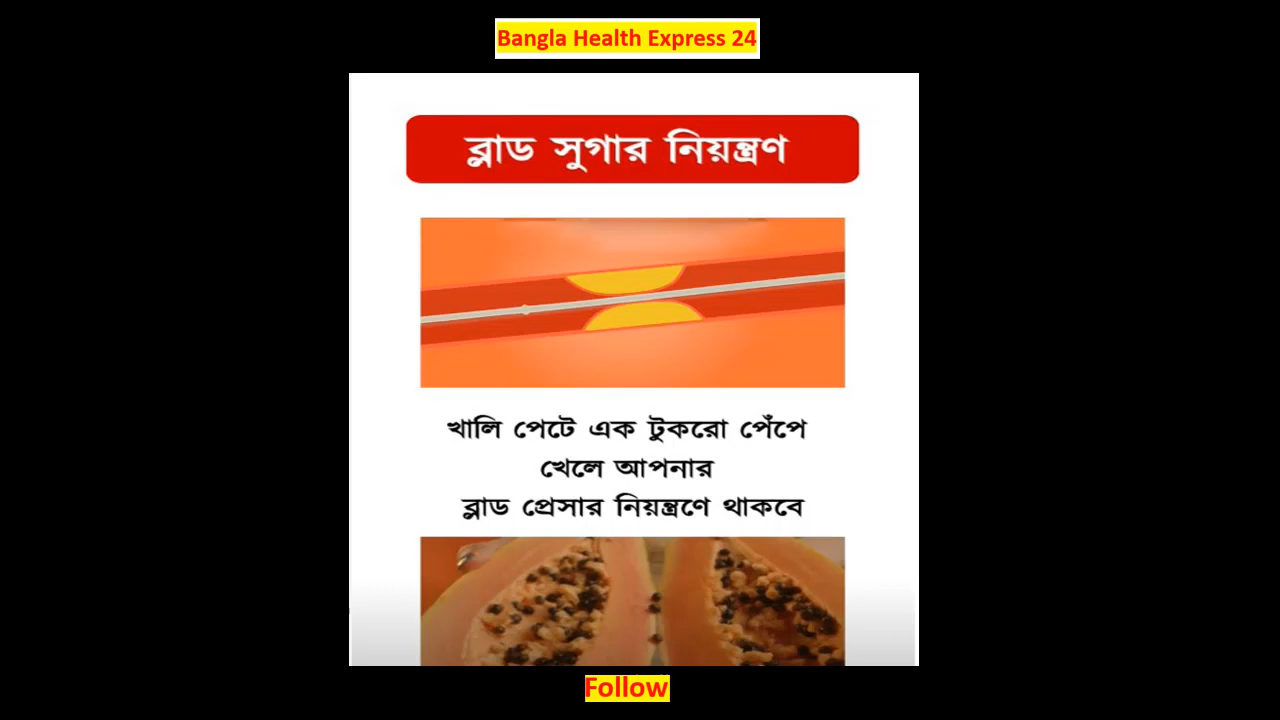 Bangla Health Express 24
ব্লাড সুগার নিয়ন্ত্রণ
খালি পেটে এক টুকরো পেঁপে
খেলে আপনার
ব্লাড প্রেসার নিয়ন্ত্রণে থাকবে
Follow